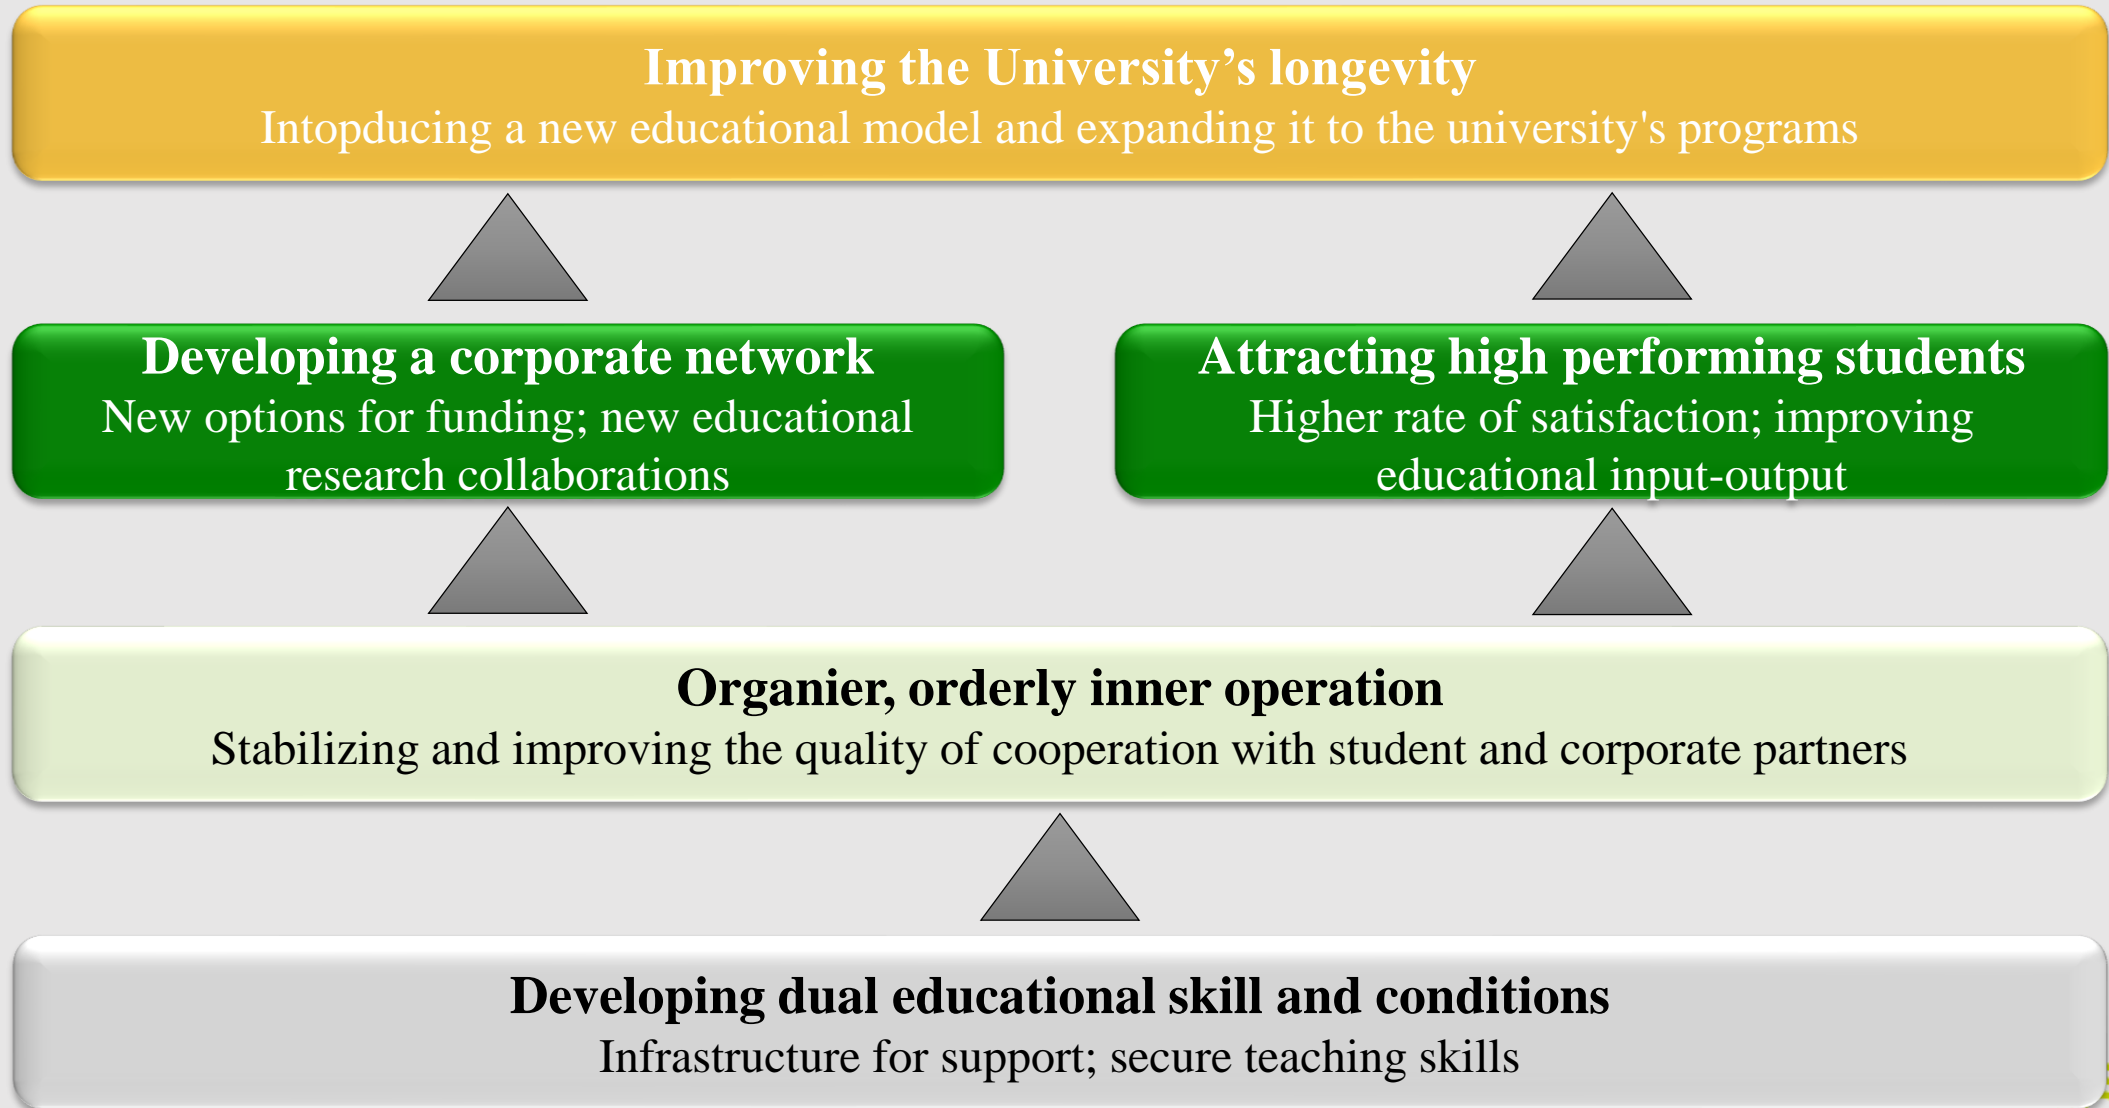 Improving the University’s longevity
Intopducing a new educational model and expanding it to the university's programs
Developing a corporate network
New options for funding; new educational
research collaborations
Attracting high performing students
Higher rate of satisfaction; improving
educational input-output
Organier, orderly inner operation
Stabilizing and improving the quality of cooperation with student and corporate partners
Developing dual educational skill and conditions
Infrastructure for support; secure teaching skills